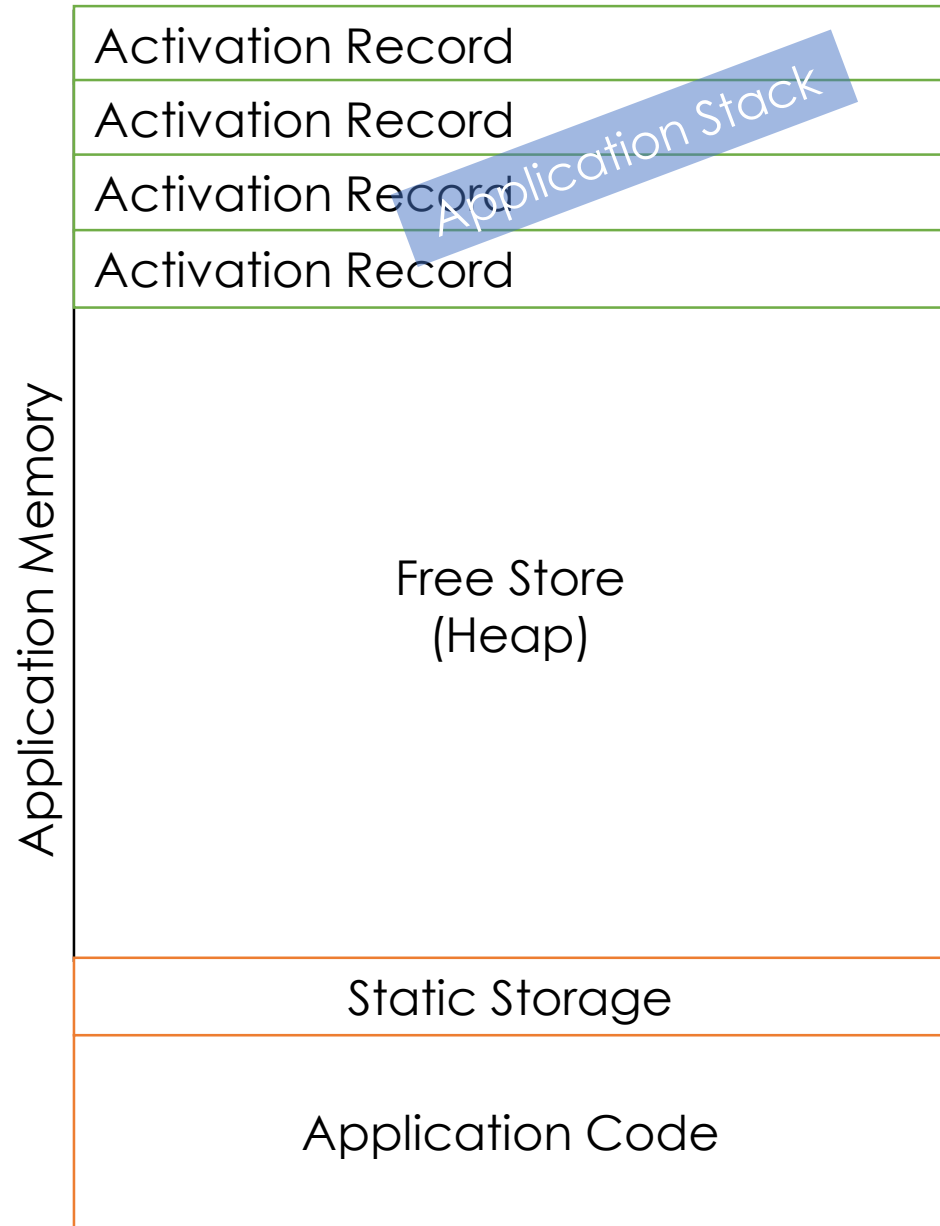 Activation Record
Activation Record
Activation Record
Activation Record
Application Stack
Application Memory
Free Store
(Heap)
Static Storage
Application Code